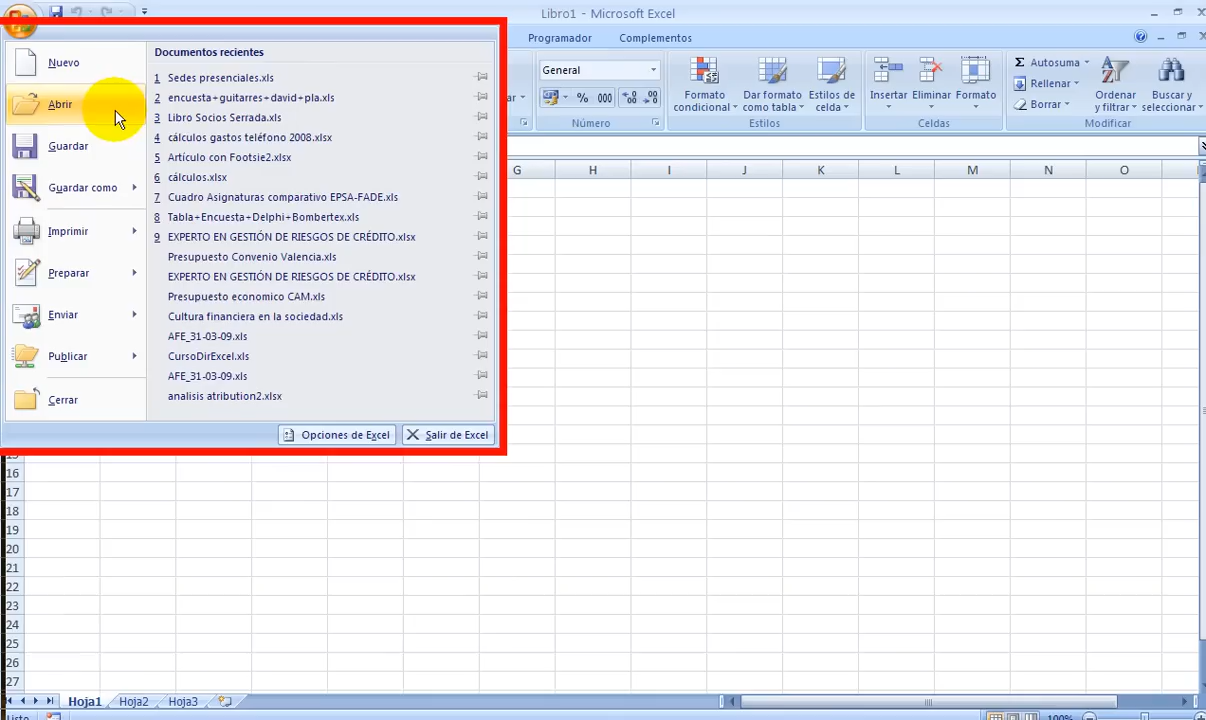 Libro1 - Microsoft Excel
Programador
Complementos
Nuevo
Abrir
Guardar
Guardar como
Imprimir
Preparar
Enviar
Publicar
Cerrar
Documentos recientes
1 Sedes presenciales.xls
2 encuesta+guitarres+david+pla.xls
3 Libro Socios Serrada.xls
4 cálculos gastos teléfono 2008.xlsx
5 Artículo con Footsie2.xlsx
6 cálculos.xlsx
7 Cuadro Asignaturas comparativo EPSA-FADE.xls
8 Tabla+Encuesta+Delphi+Bombertex.xls
9 EXPERTO EN GESTIÓN DE RIESGOS DE CRÉDITO.xlsx
Presupuesto Convenio Valencia.xls
EXPERTO EN GESTIÓN DE RIESGOS DE CRÉDITO.xlsx
Presupuesto economico CAM.xls
Cultura financiera en la sociedad.xls
AFE_31-03-09.xls
CursoDirExcel.xls
AFE_31-03-09.xls
analisis atribution2.xlsx
Opciones de Excel
Salir de Excel
General
% 000
Número
Formato
condicional
Dar formato
como tabla
Estilos de
celda
Estilos
Insertar
Eliminar
Formato
Celdas
Σ Autosuma
Rellenar
Borrar
Ordenar
y filtrar
Buscar y
seleccionar
Modificar
G H I J K L M N O
16
17
18
19
20
21
22
23
24
25
26
27
Hoja1 Hoja2 Hoja3
Listo
100%